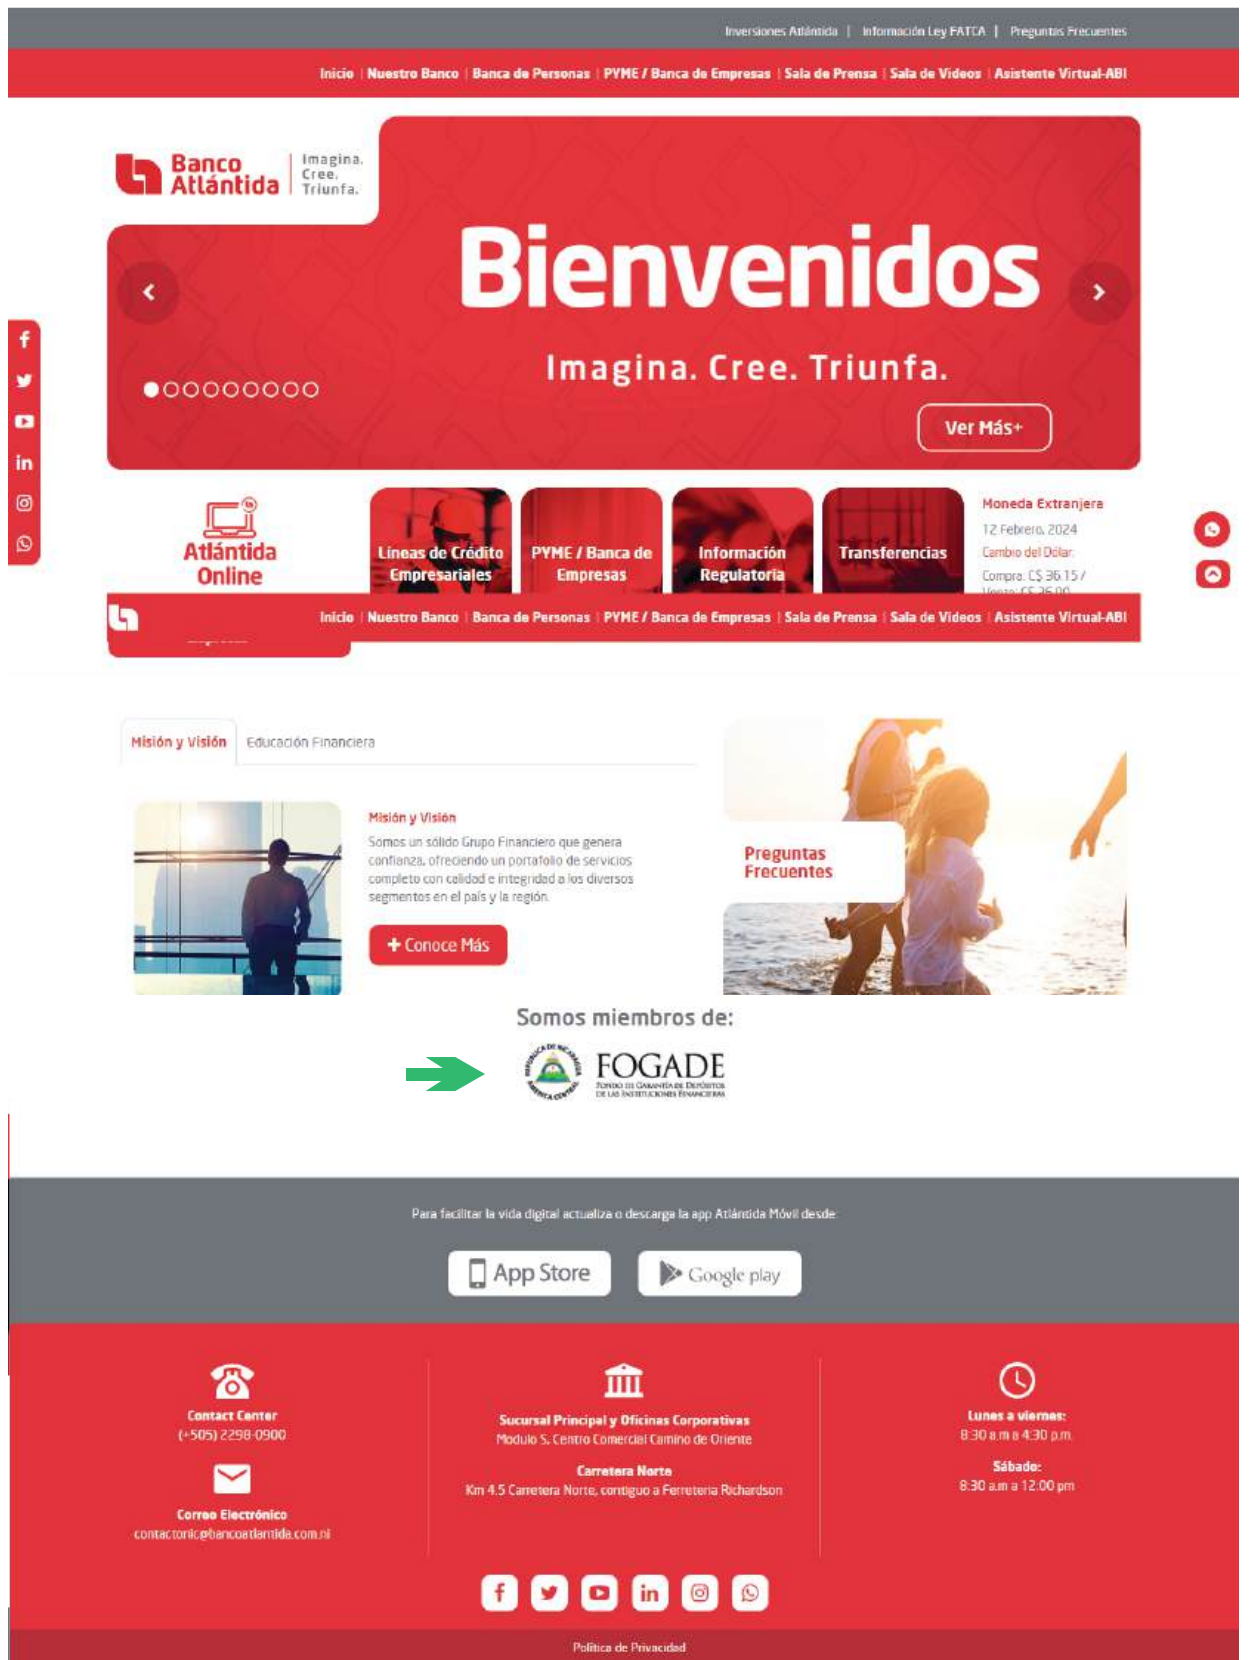 Inversiones Atlántida | Información Ley FATCA | Preguntas Frecuentes
Inicio | Nuestro Banco | Banca de Personas | PYME / Banca de Empresas | Sala de Prensa | Sala de Videos | Asistente Virtual-ABI
Banco
Atlántida
Imagina.
Cree.
Triunfa.
Bienvenidos
Imagina. Cree. Triunfa.
Ver Más+
Atlántida
Online
Líneas de Crédito
Empresariales
PYME / Banca de
Empresas
Información
Regulatoria
Transferencias
Moneda Extranjera
12 Febrero, 2024
Cambio del Dólar:
Compra: C$ 36.15 /
Inicio | Nuestro Banco | Banca de Personas | PYME / Banca de Empresas | Sala de Prensa | Sala de Videos | Asistente Virtual-ABI
Misión y Visión
Educación Financiera
Misión y Visión
Somos un sólido Grupo Financiero que genera
confianza, ofreciendo un portafolio de servicios
completo con calidad e integridad a los diversos
segmentos en el país y la región.
+ Conoce Más
Preguntas
Frecuentes
Somos miembros de:
REPÚBLICA DE NICARAGUA
AMÉRICA CENTRAL
FOGADE
FONDO DE GARANTÍA DE DEPÓSITOS
DE LAS INSTITUCIONES FINANCIERAS
Para facilitar la vida digital actualiza o descarga la app Atlántida Móvil desde:
App Store
Google play
Contact Center
(+505) 2298-0900
Correo Electrónico
contactonic@bancoatlantida.com.ni
Sucursal Principal y Oficinas Corporativas
Modulo S, Centro Comercial Camino de Oriente
Carretera Norte
Km 4.5 Carretera Norte, contiguo a Ferreteria Richardson
Lunes a viernes:
8:30 a.m a 4:30 p.m.
Sábado:
8:30 a.m a 12:00 pm
Política de Privacidad